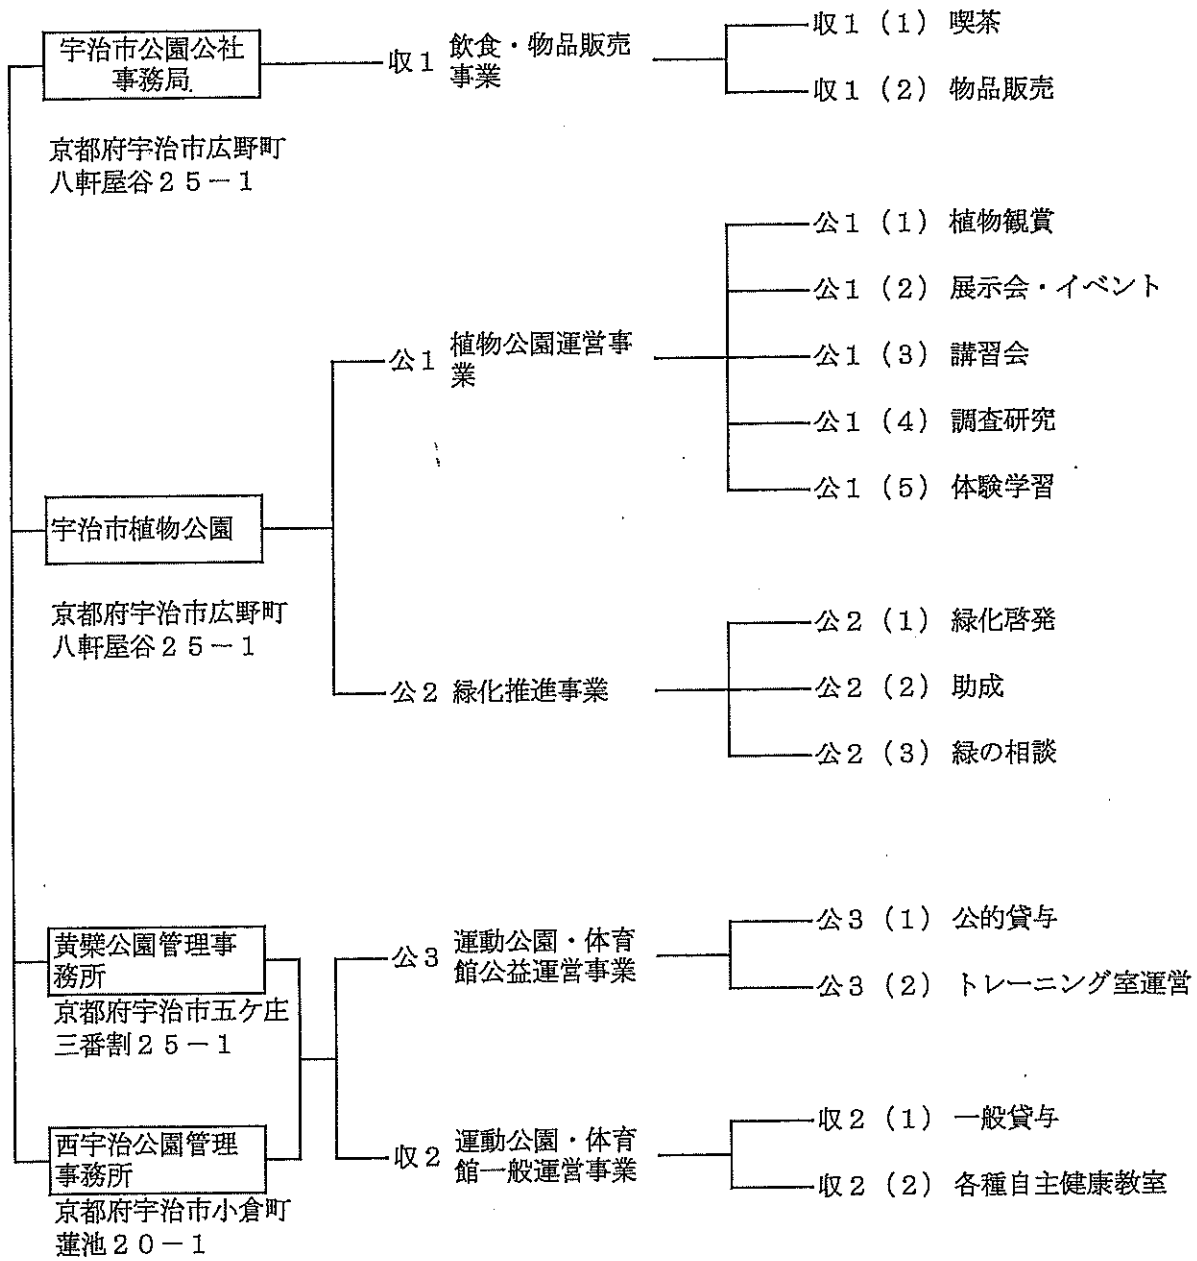 宇治市公園公社
事務局
京都府宇治市広野町
八軒屋谷２５－１
収１ 飲食・物品販売
事業
収１（１）喫茶
収１（２）物品販売
宇治市植物公園
京都府宇治市広野町
八軒屋谷２５－１
公１ 植物公園運営事
業
公１（１）植物観賞
公１（２）展示会・イベント
公１（３）講習会
公１（４）調査研究
公１（５）体験学習
公２ 緑化推進事業
公２（１）緑化啓発
公２（２）助成
公２（３）緑の相談
黄檗公園管理事
務所
京都府宇治市五ケ庄
三番割２５－１
西宇治公園管理
事務所
京都府宇治市小倉町
蓮池２０－１
公３ 運動公園・体育
館公益運営事業
公３（１）公的貸与
公３（２）トレーニング室運営
収２ 運動公園・体育
館一般運営事業
収２（１）一般貸与
収２（２）各種自主健康教室